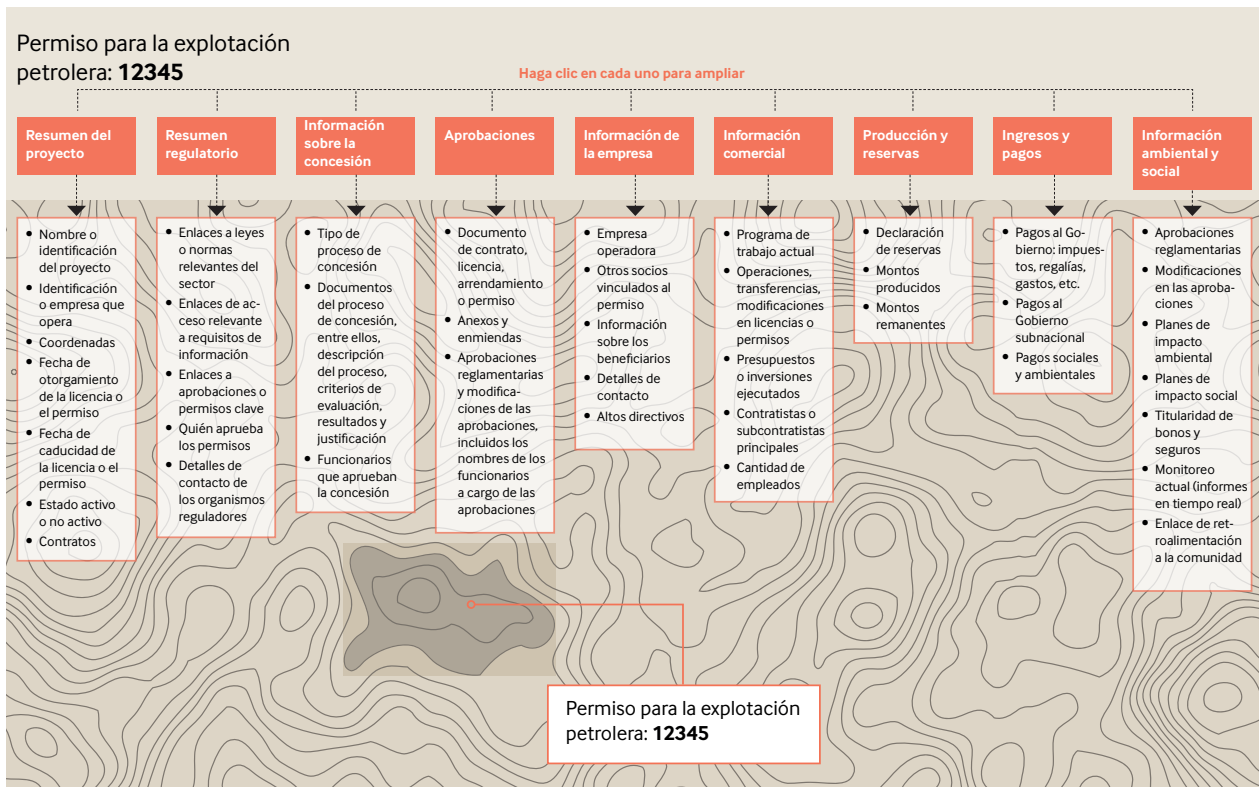 Permiso para la explotación
petrolera: 12345
Haga clic en cada uno para ampliar
Resumen del
proyecto
Resumen
regulatorio
Información
sobre la
concesión
Aprobaciones
Información de
la empresa
Información
comercial
Producción y
reservas
Ingresos y
pagos
Información
ambiental y
social
• Nombre o
identificación
del proyecto
• Identificación
o empresa que
opera
• Coordenadas
• Fecha de
otorgamiento
de la licencia o
el permiso
• Fecha de
caducidad de
la licencia o el
permiso
• Estado activo
o no activo
• Contratos
• Enlaces a leyes
o normas
relevantes del
sector
• Enlaces de ac-
ceso relevante
a requisitos de
información
• Enlaces a
aprobaciones o
permisos clave
• Quién aprueba
los permisos
• Detalles de
contacto de
los organismos
reguladores
• Tipo de
proceso de
concesión
• Documentos
del proceso
de concesión,
entre ellos,
descripción
del proceso,
criterios de
evaluación,
resultados y
justificación
• Funcionarios
que aprueban
la concesión
• Documento
de contrato,
licencia,
arrendamiento
o permiso
• Anexos y
enmiendas
• Aprobaciones
reglamentarias
y modifica-
ciones de las
aprobaciones,
incluidos los
nombres de los
funcionarios
a cargo de las
aprobaciones
• Empresa
operadora
• Otros socios
vinculados al
permiso
• Información
sobre los
beneficiarios
• Detalles de
contacto
• Altos directivos
• Programa de
trabajo actual
• Operaciones,
transferencias,
modificaciones
en licencias o
permisos
• Presupuestos
o inversiones
ejecutados
• Contratistas o
subcontratistas
principales
• Cantidad de
empleados
• Declaración
de reservas
• Montos
producidos
• Montos
remanentes
• Pagos al Go-
bierno: impues-
tos, regalías,
gastos, etc.
• Pagos al
Gobierno
subnacional
• Pagos sociales
y ambientales
• Aprobaciones
reglamentarias
• Modificaciones
en las aproba-
ciones
• Planes de
impacto
ambiental
• Planes de
impacto social
• Titularidad de
bonos y
seguros
• Monitoreo
actual (informes
en tiempo real)
• Enlace de ret-
roalimentación
a la comunidad
Permiso para la explotación
petrolera: 12345